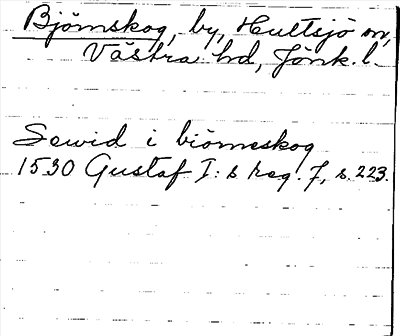 Björnskog, by, Hultsjö sn,
Västra hd, Jönk. l.
Sewid i biörneskog
1530 Gustaf I:s reg. 7, s. 223.